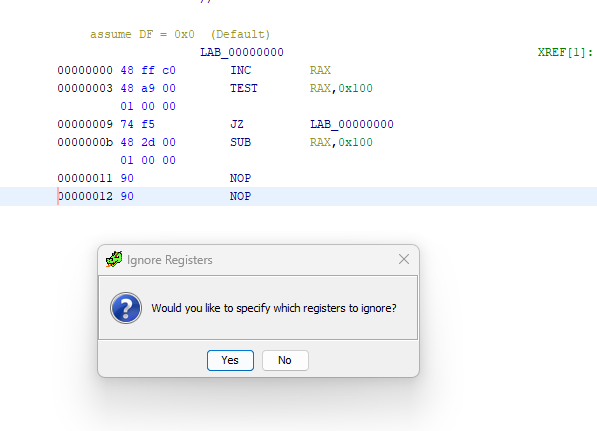 //
assume DF = 0x0 (Default)
LAB_00000000 XREF[1]:
00000000 48 ff c0 INC RAX
00000003 48 a9 00 TEST RAX,0x100
01 00 00
00000009 74 f5 JZ LAB_00000000
0000000b 48 2d 00 SUB RAX,0x100
01 00 00
00000011 90 NOP
00000012 90 NOP
Ignore Registers
Would you like to specify which registers to ignore?
Yes No